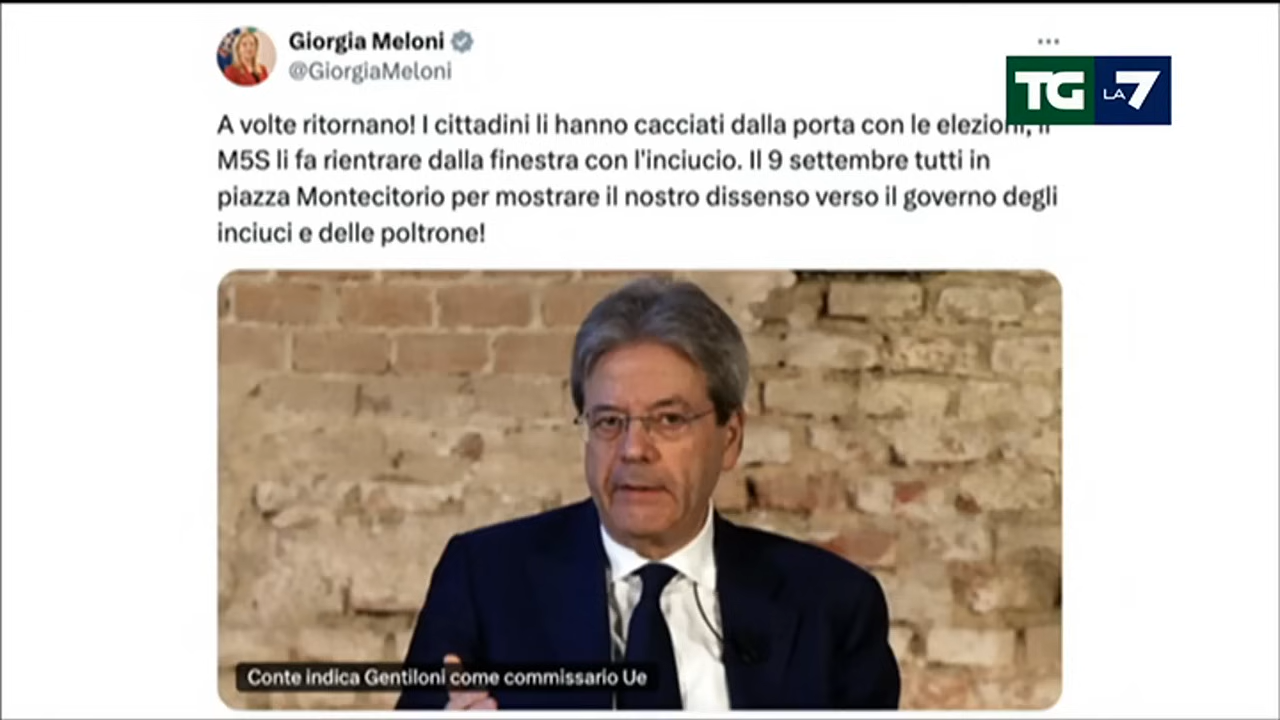 Giorgia Meloni
@GiorgiaMeloni
TG LA7
A volte ritornano! I cittadini li hanno cacciati dalla porta con le elezioni, il
M5S li fa rientrare dalla finestra con l'inciucio. Il 9 settembre tutti in
piazza Montecitorio per mostrare il nostro dissenso verso il governo degli
inciuci e delle poltrone!
Conte indica Gentiloni come commissario Ue